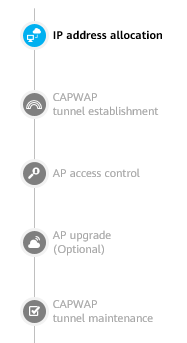 IP address allocation
CAPWAP
tunnel establishment
AP access control
AP upgrade
(Optional)
CAPWAP
tunnel maintenance